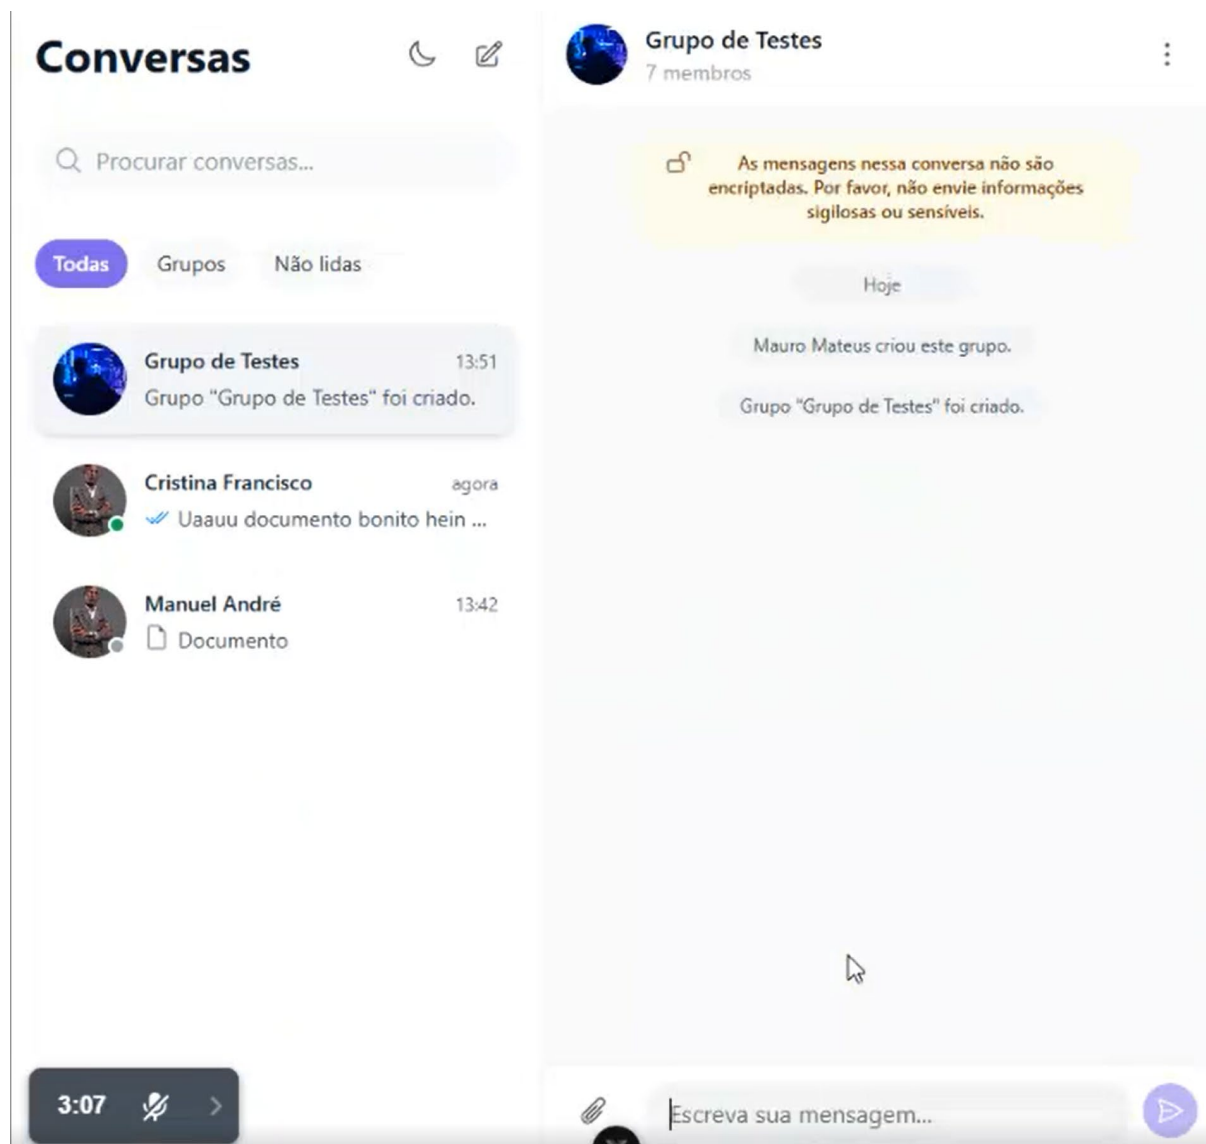 Conversas
Procurar conversas...
Todas
Grupos
Não lidas
Grupo de Testes
13:51
Grupo "Grupo de Testes" foi criado.
Cristina Francisco
agora
Uaauu documento bonito hein ...
Manuel André
13:42
Documento
3:07
Grupo de Testes
7 membros
As mensagens nessa conversa não são
encriptadas. Por favor, não envie informações
sigilosas ou sensíveis.
Hoje
Mauro Mateus criou este grupo.
Grupo "Grupo de Testes" foi criado.
Escreva sua mensagem...